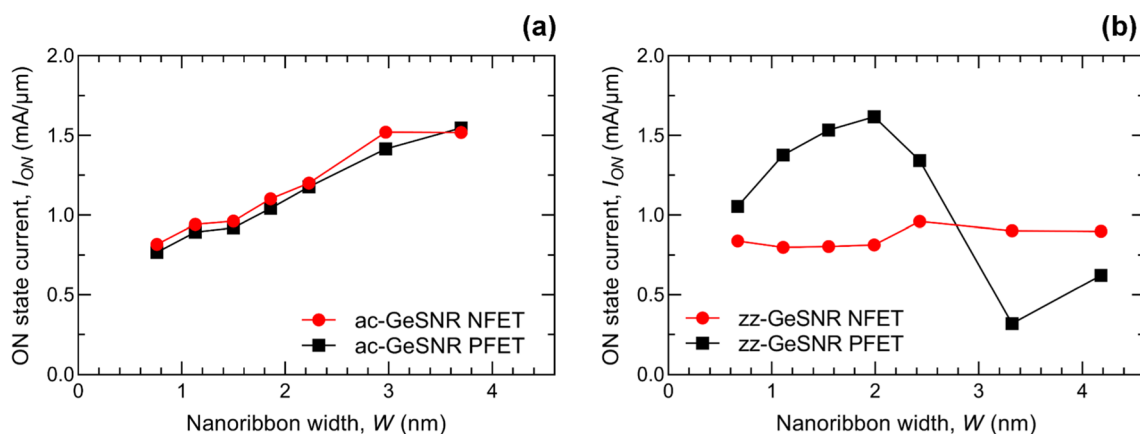 (a)
ON state current, I_ON (mA/μm)
2.0
1.5
1.0
0.5
0.0
0
1
2
3
4
ac-GeSNR NFET
ac-GeSNR PFET
Nanoribbon width, W (nm)
(b)
ON state current, I_ON (mA/μm)
2.0
1.5
1.0
0.5
0.0
0
1
2
3
4
zz-GeSNR NFET
zz-GeSNR PFET
Nanoribbon width, W (nm)